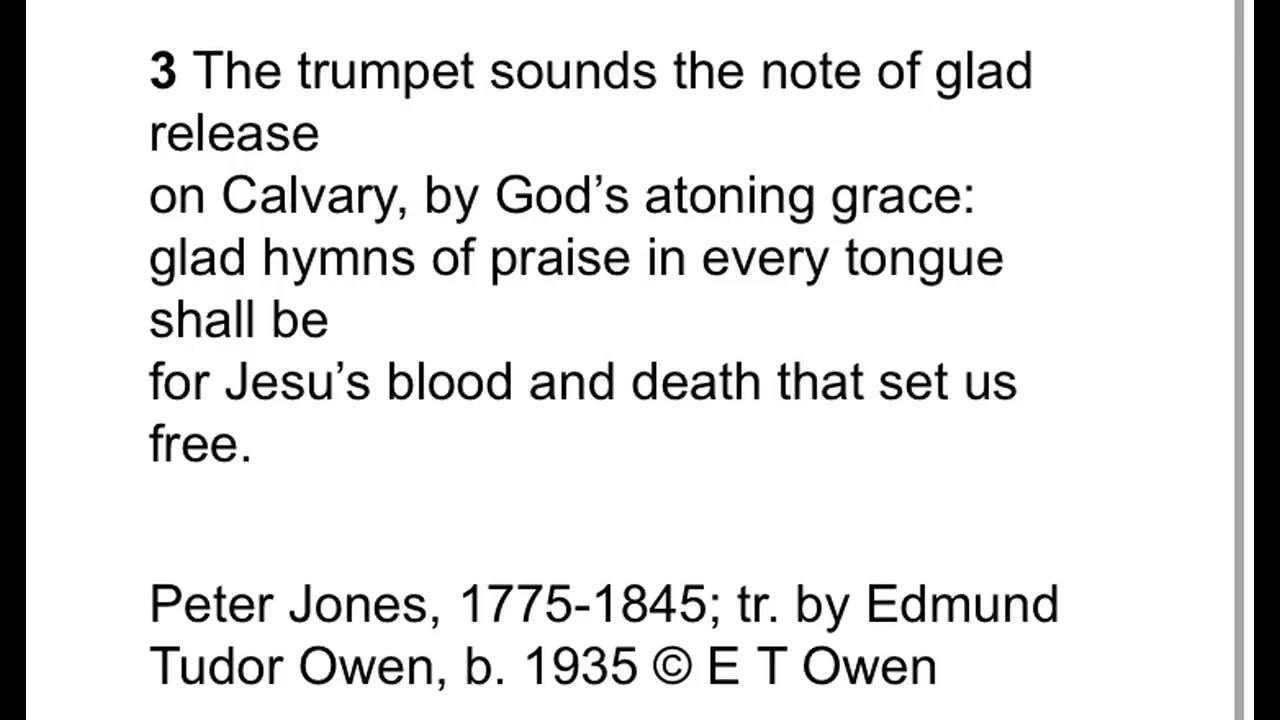 3 The trumpet sounds the note of glad
release
on Calvary, by God’s atoning grace:
glad hymns of praise in every tongue
shall be
for Jesu’s blood and death that set us
free.
Peter Jones, 1775-1845; tr. by Edmund
Tudor Owen, b. 1935 © E T Owen